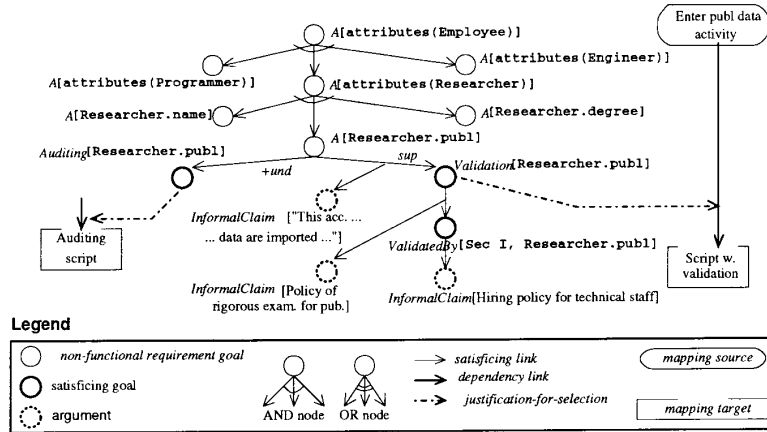 A[attributes(Employee)]
Enter publ data
activity
A[attributes(Programmer)]
A[attributes(Engineer)]
A[attributes(Researcher)]
A[Researcher.name]
A[Researcher.degree]
A[Researcher.publ]
Auditing[Researcher.publ]
+und
sup
Validation[Researcher.publ]
InformalClaim ["This acc. ...
... data are imported ..."]
Auditing
script
ValidatedBy[Sec I, Researcher.publ]
Script w.
validation
InformalClaim [Policy of
rigorous exam. for pub.]
InformalClaim[Hiring policy for technical staff]
Legend
non-functional requirement goal
satisficing goal
argument
AND node
OR node
satisficing link
dependency link
justification-for-selection
mapping source
mapping target